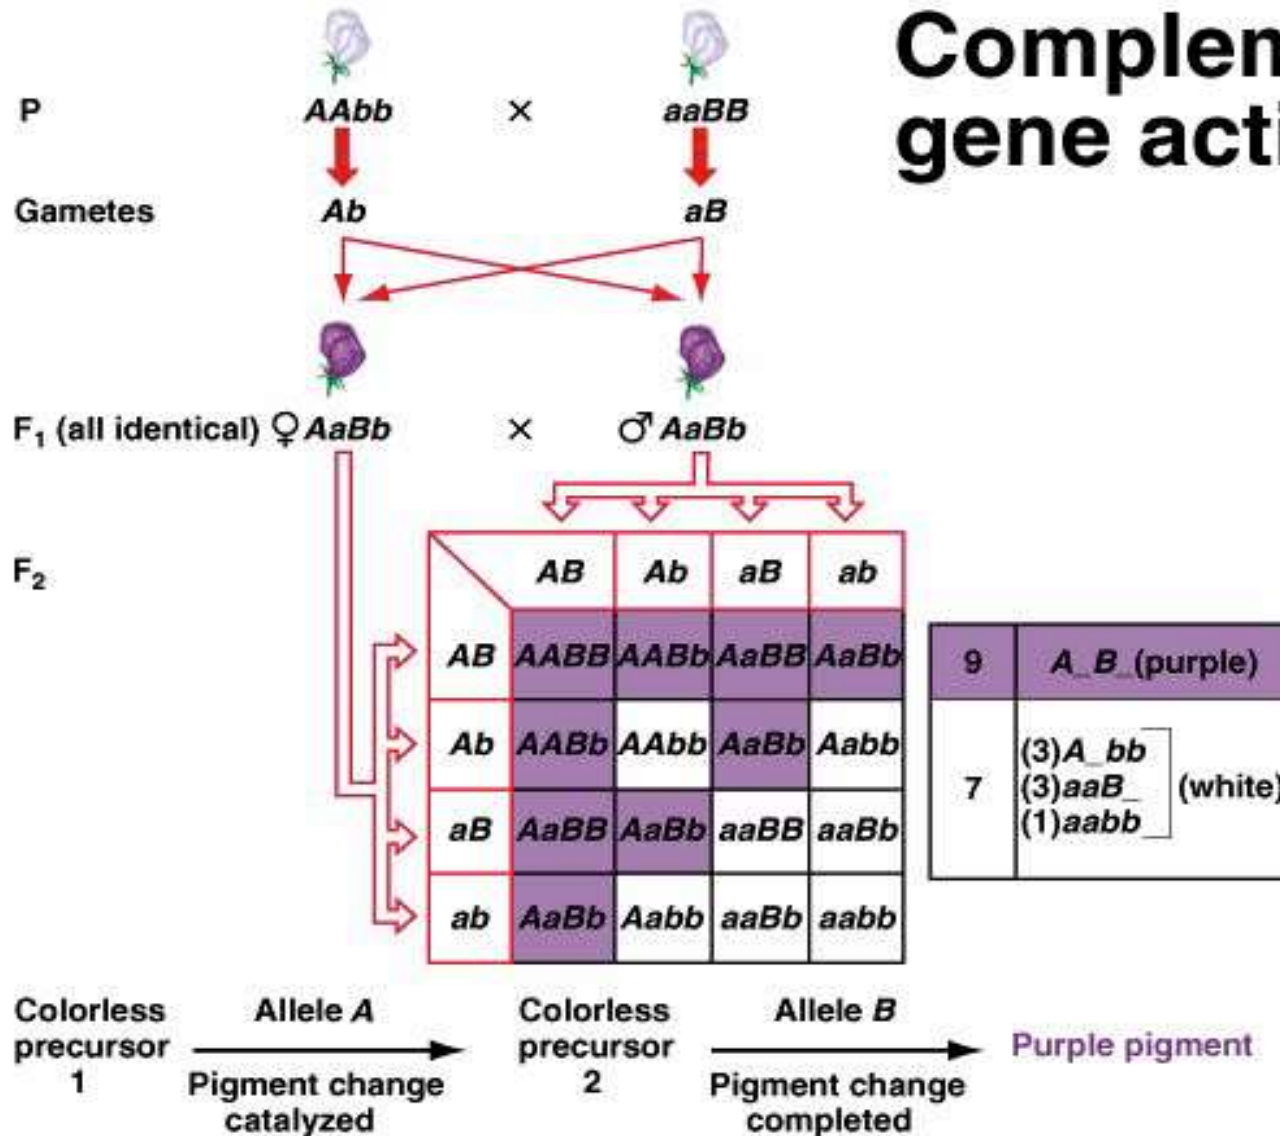 Complem
gene acti
P
AAbb × aaBB
Gametes
Ab aB
F₁ (all identical) ♀ AaBb × ♂ AaBb
F₂
AB Ab aB ab
AB AABB AABb AaBB AaBb
Ab AABb AAbb AaBb Aabb
aB AaBB AaBb aaBB aaBb
ab AaBb Aabb aaBb aabb
9 A_B_(purple)
7
(3)A_bb
(3)aaB_ (white)
(1)aabb
Colorless
precursor
1
Allele A
Pigment change
catalyzed
Colorless
precursor
2
Allele B
Pigment change
completed
Purple pigment